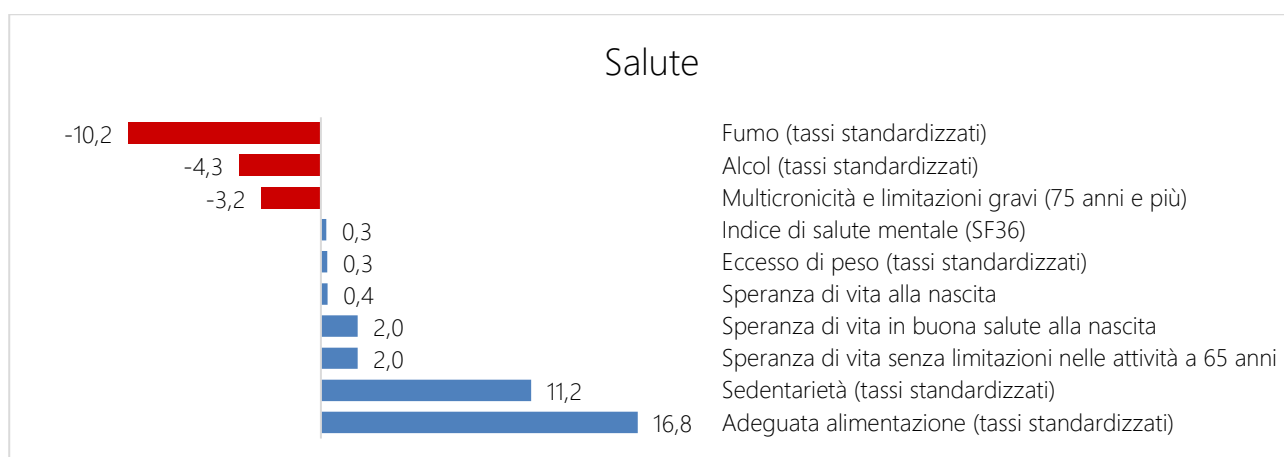 Salute
-10,2 Fumo (tassi standardizzati)
-4,3 Alcol (tassi standardizzati)
-3,2 Multicronicità e limitazioni gravi (75 anni e più)
0,3 Indice di salute mentale (SF36)
0,3 Eccesso di peso (tassi standardizzati)
0,4 Speranza di vita alla nascita
2,0 Speranza di vita in buona salute alla nascita
2,0 Speranza di vita senza limitazioni nelle attività a 65 anni
11,2 Sedentarietà (tassi standardizzati)
16,8 Adeguata alimentazione (tassi standardizzati)